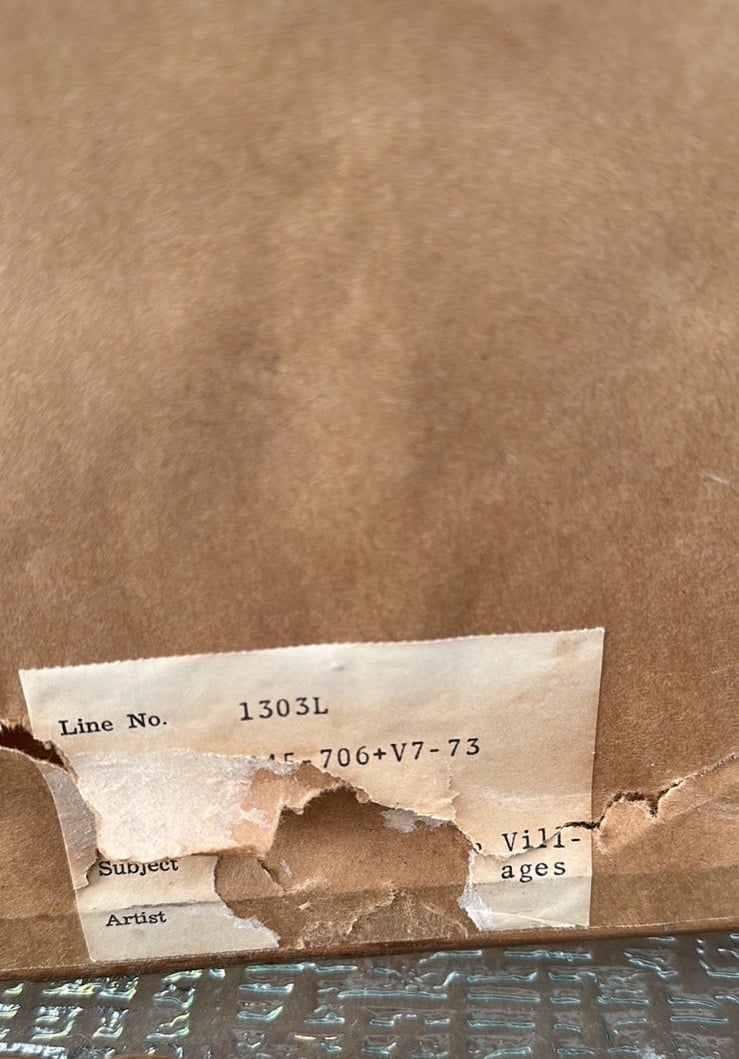 Line No. 1303L
-706+V7-73
Subject Vill-
ages
Artist